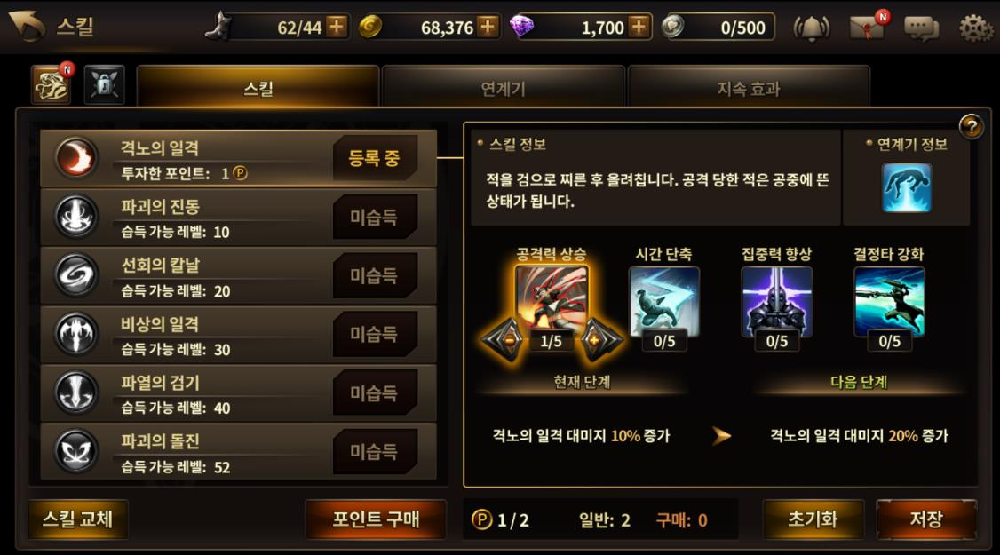 스킬
62/44
68,376
1,700
0/500
N
N
스킬
연계기
지속 효과
?
격노의 일격
투자한 포인트: 1 P
등록 중
파괴의 진동
습득 가능 레벨: 10
미습득
선회의 칼날
습득 가능 레벨: 20
미습득
비상의 일격
습득 가능 레벨: 30
미습득
파열의 검기
습득 가능 레벨: 40
미습득
파괴의 돌진
습득 가능 레벨: 52
미습득
스킬 정보
적을 검으로 찌른 후 올려칩니다. 공격 당한 적은 공중에 뜬
상태가 됩니다.
연계기 정보
공격력 상승
시간 단축
집중력 향상
결정타 강화
1/5
0/5
0/5
0/5
현재 단계
다음 단계
격노의 일격 대미지 10% 증가
격노의 일격 대미지 20% 증가
스킬 교체
포인트 구매
P 1 / 2
일반: 2
구매: 0
초기화
저장